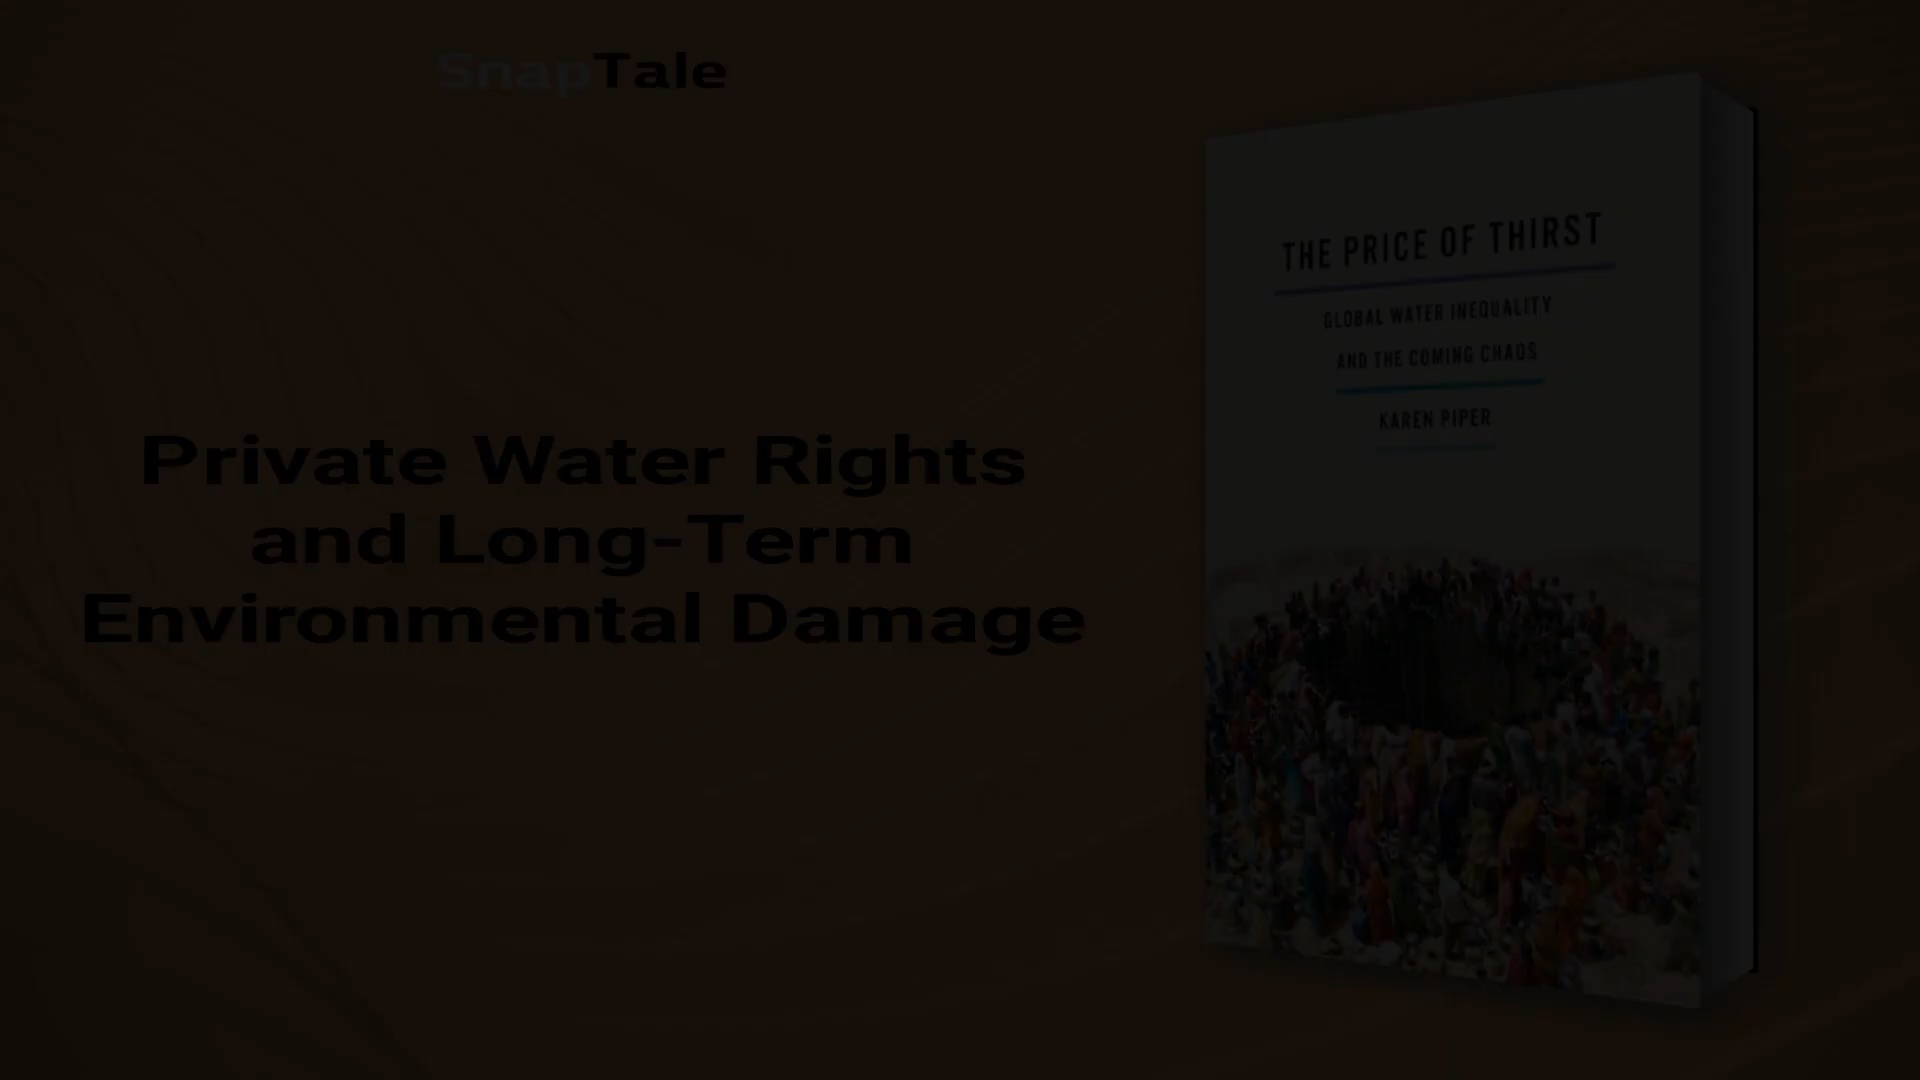 SnapTale
Private Water Rights
and Long-Term
Environmental Damage
THE PRICE OF THIRST
GLOBAL WATER INEQUALITY
AND THE COMING CHAOS
KAREN PIPER